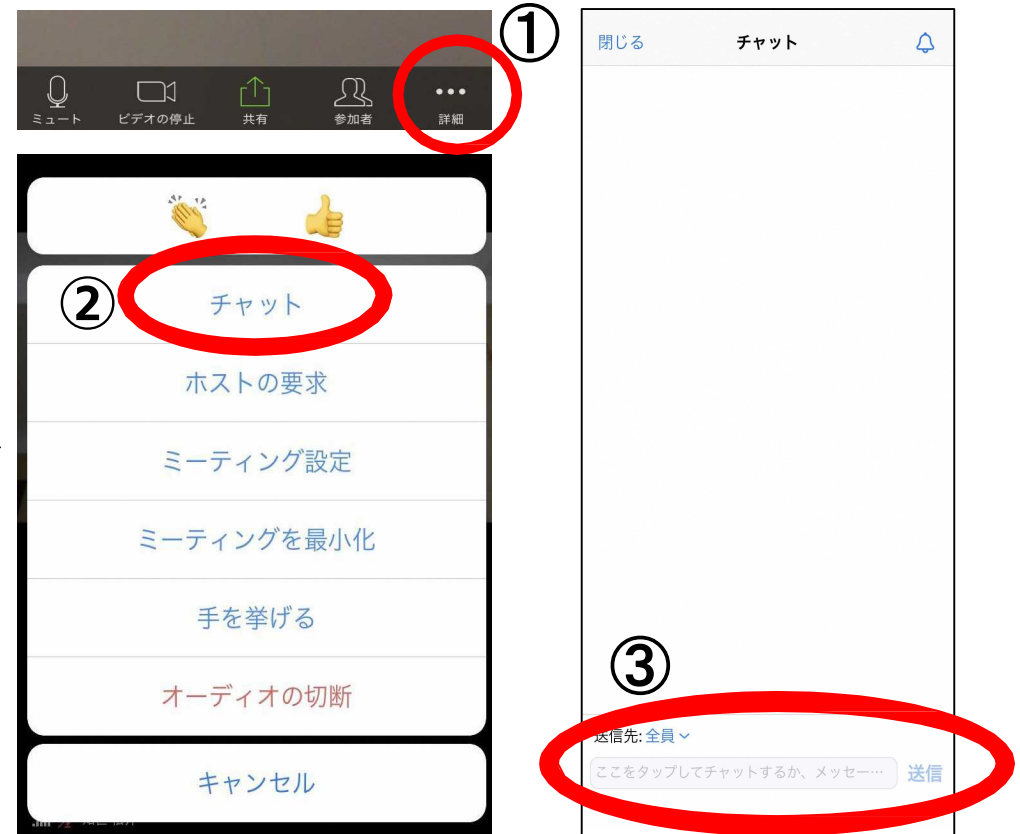 ①
ミュート ビデオの停止 共有 参加者 詳細
②
チャット
ホストの要求
ミーティング設定
ミーティングを最小化
手を挙げる
オーディオの切断
キャンセル
閉じる チャット
③
送信先: 全員
ここをタップしてチャットするか、メッセー… 送信